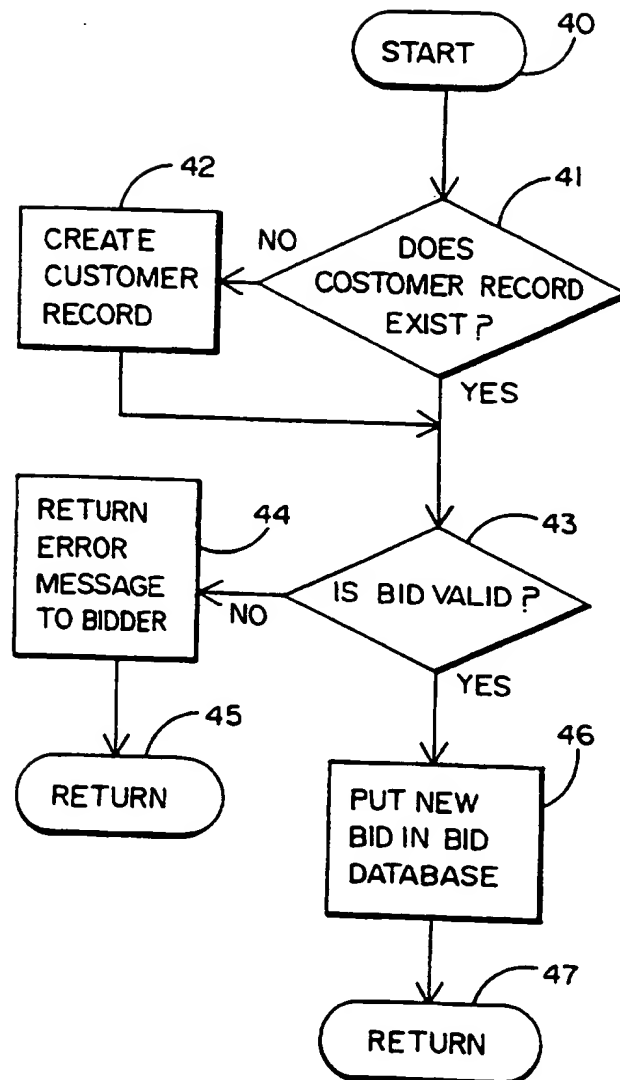 START
40
42
41
CREATE
CUSTOMER
RECORD
NO
DOES
COSTOMER RECORD
EXIST?
YES
RETURN
ERROR
MESSAGE
TO BIDDER
44
43
IS BID VALID?
NO
YES
45
RETURN
46
PUT NEW
BID IN BID
DATABASE
47
RETURN